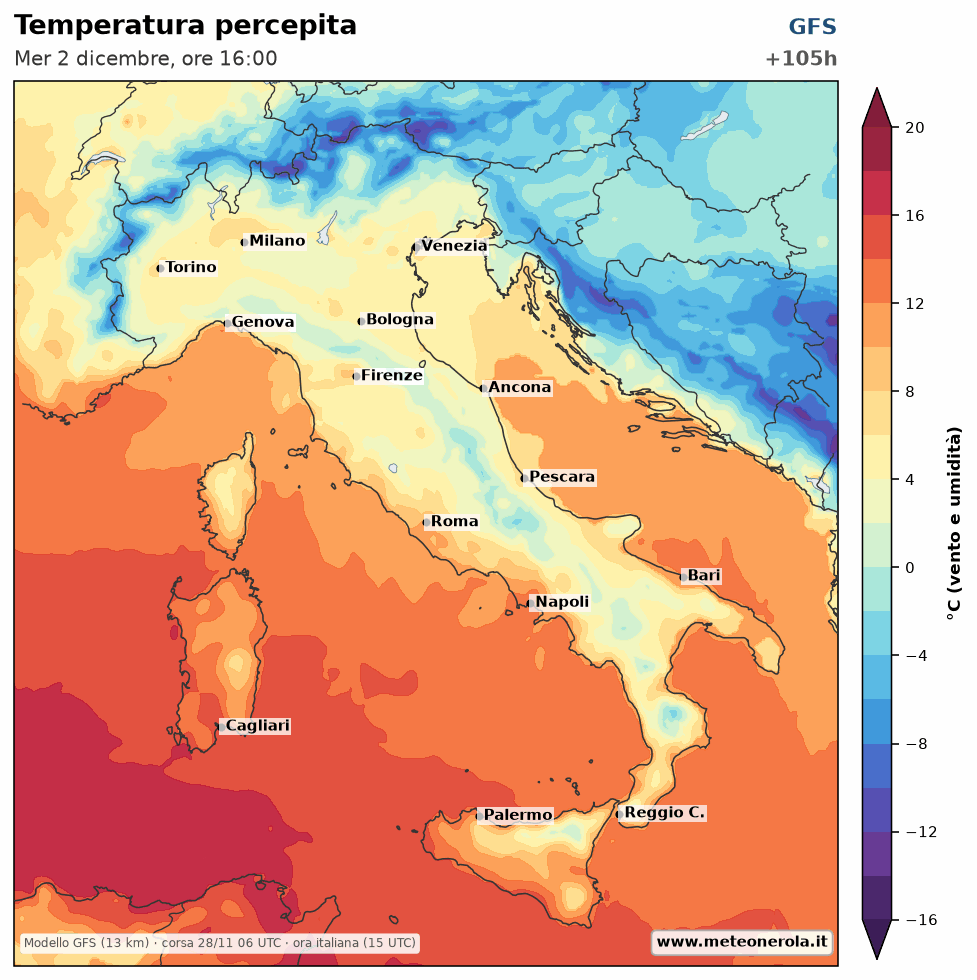 Temperatura percepita
GFS
Mer 2 dicembre, ore 16:00
+105h
Milano
Venezia
Torino
Genova
Bologna
Firenze
Ancona
Pescara
Roma
Bari
Napoli
Cagliari
Palermo
Reggio C.
20
16
12
8
4
0
−4
−8
−12
−16
°C (vento e umidità)
Modello GFS (13 km) · corsa 28/11 06 UTC · ora italiana (15 UTC)
www.meteonerola.it